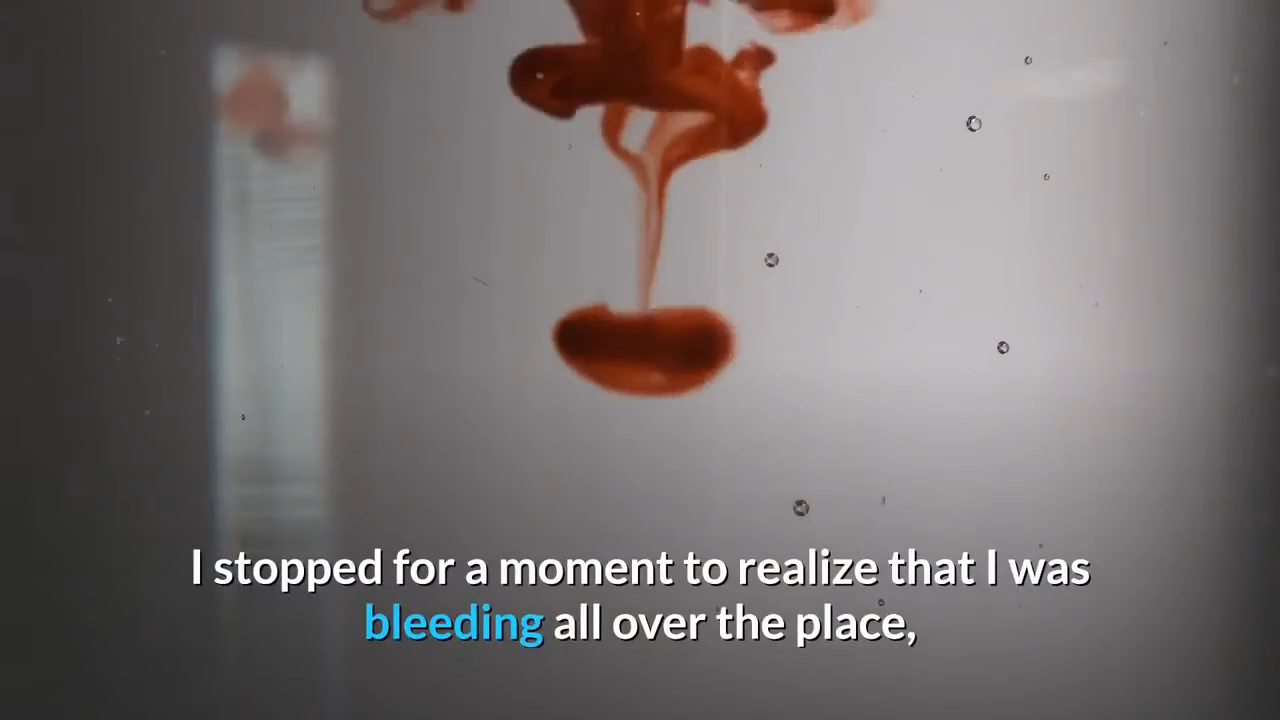 I stopped for a moment to realize that I was
bleeding all over the place,